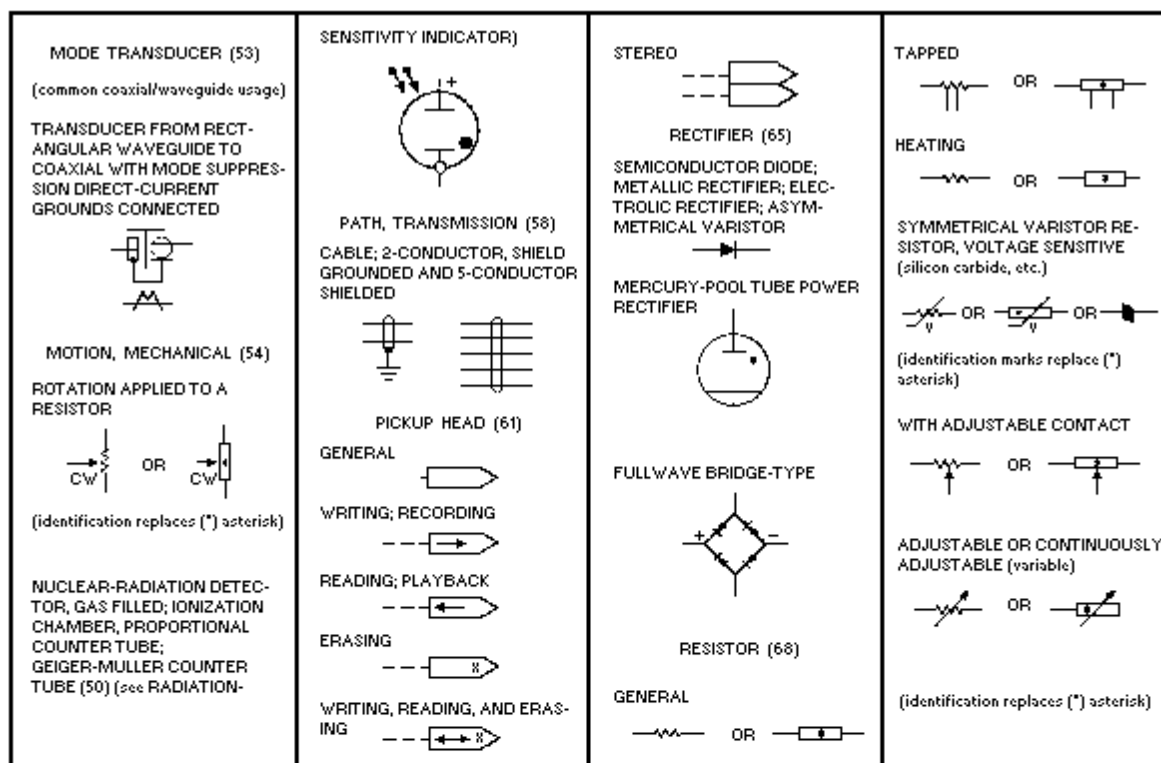 MODE TRANSDUCER (53)
(common coaxial/waveguide usage)
TRANSDUCER FROM RECT-
ANGULAR WAVEGUIDE TO
COAXIAL WITH MODE SUPPRES-
SION DIRECT-CURRENT
GROUNDS CONNECTED
MOTION, MECHANICAL (54)
ROTATION APPLIED TO A
RESISTOR
CW OR CW
(identification replaces (*) asterisk)
NUCLEAR-RADIATION DETEC-
TOR, GAS FILLED; IONIZATION
CHAMBER, PROPORTIONAL
COUNTER TUBE;
GEIGER-MULLER COUNTER
TUBE (50) (see RADIATION-
SENSITIVITY INDICATOR)
+
PATH, TRANSMISSION (58)
CABLE; 2-CONDUCTOR, SHIELD
GROUNDED AND 5-CONDUCTOR
SHIELDED
PICKUP HEAD (61)
GENERAL
WRITING; RECORDING
READING; PLAYBACK
ERASING
x
WRITING, READING, AND ERAS-
ING
x
STEREO
RECTIFIER (65)
SEMICONDUCTOR DIODE;
METALLIC RECTIFIER; ELEC-
TROLIC RECTIFIER; ASYM-
METRICAL VARISTOR
MERCURY-POOL TUBE POWER
RECTIFIER
FULLWAVE BRIDGE-TYPE
+ −
RESISTOR (68)
GENERAL
OR
TAPPED
OR
HEATING
OR
SYMMETRICAL VARISTOR RE-
SISTOR, VOLTAGE SENSITIVE
(silicon carbide, etc.)
V OR V OR
(identification marks replace (*)
asterisk)
WITH ADJUSTABLE CONTACT
OR
ADJUSTABLE OR CONTINUOUSLY
ADJUSTABLE (variable)
OR
(identification replaces (*) asterisk)